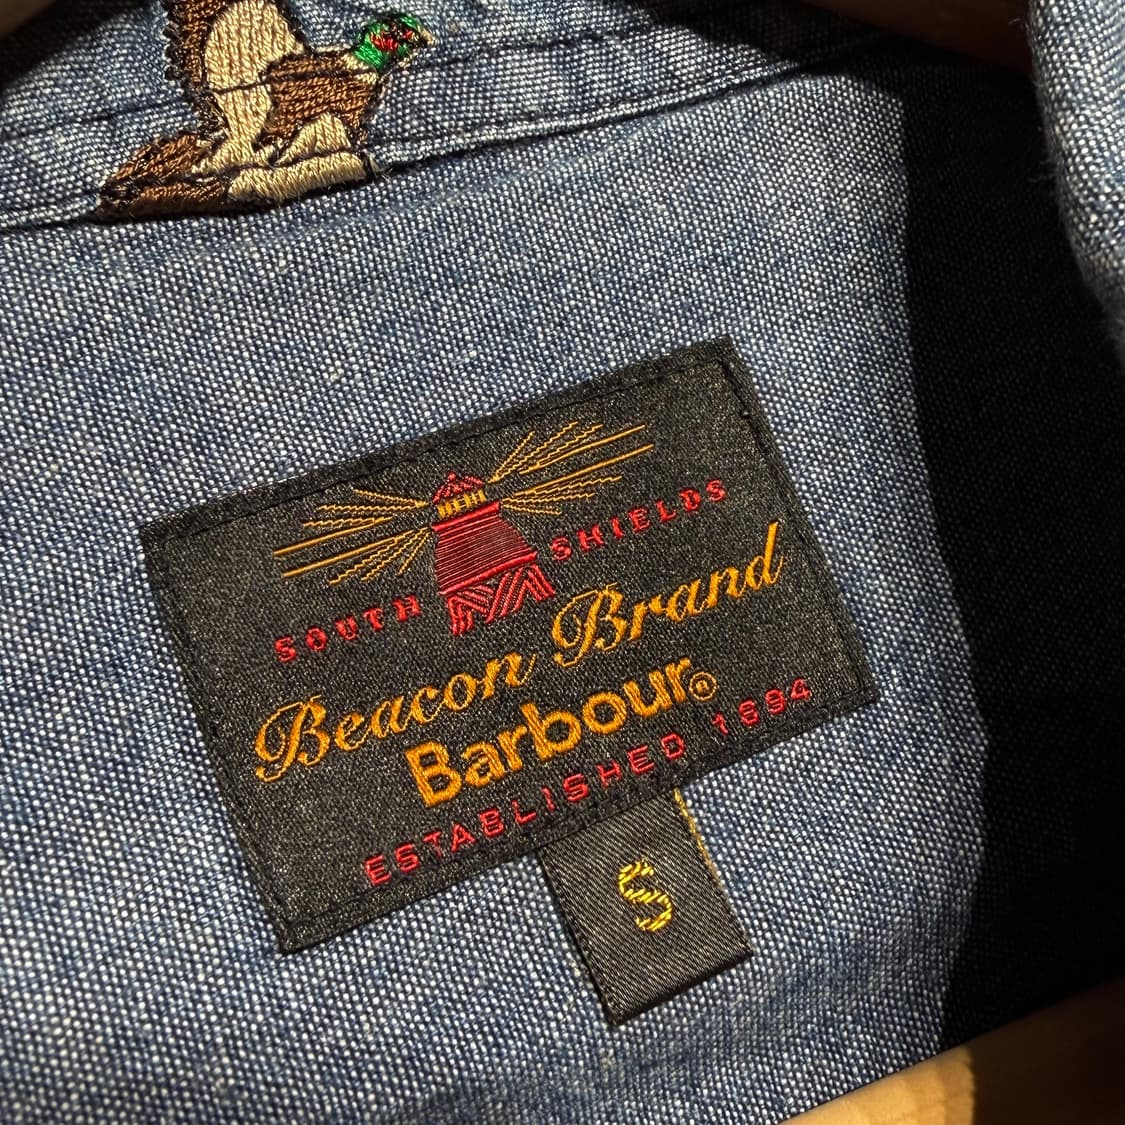 SOUTH SHIELDS
Beacon Brand
Barbour®
ESTABLISHED 1894
S